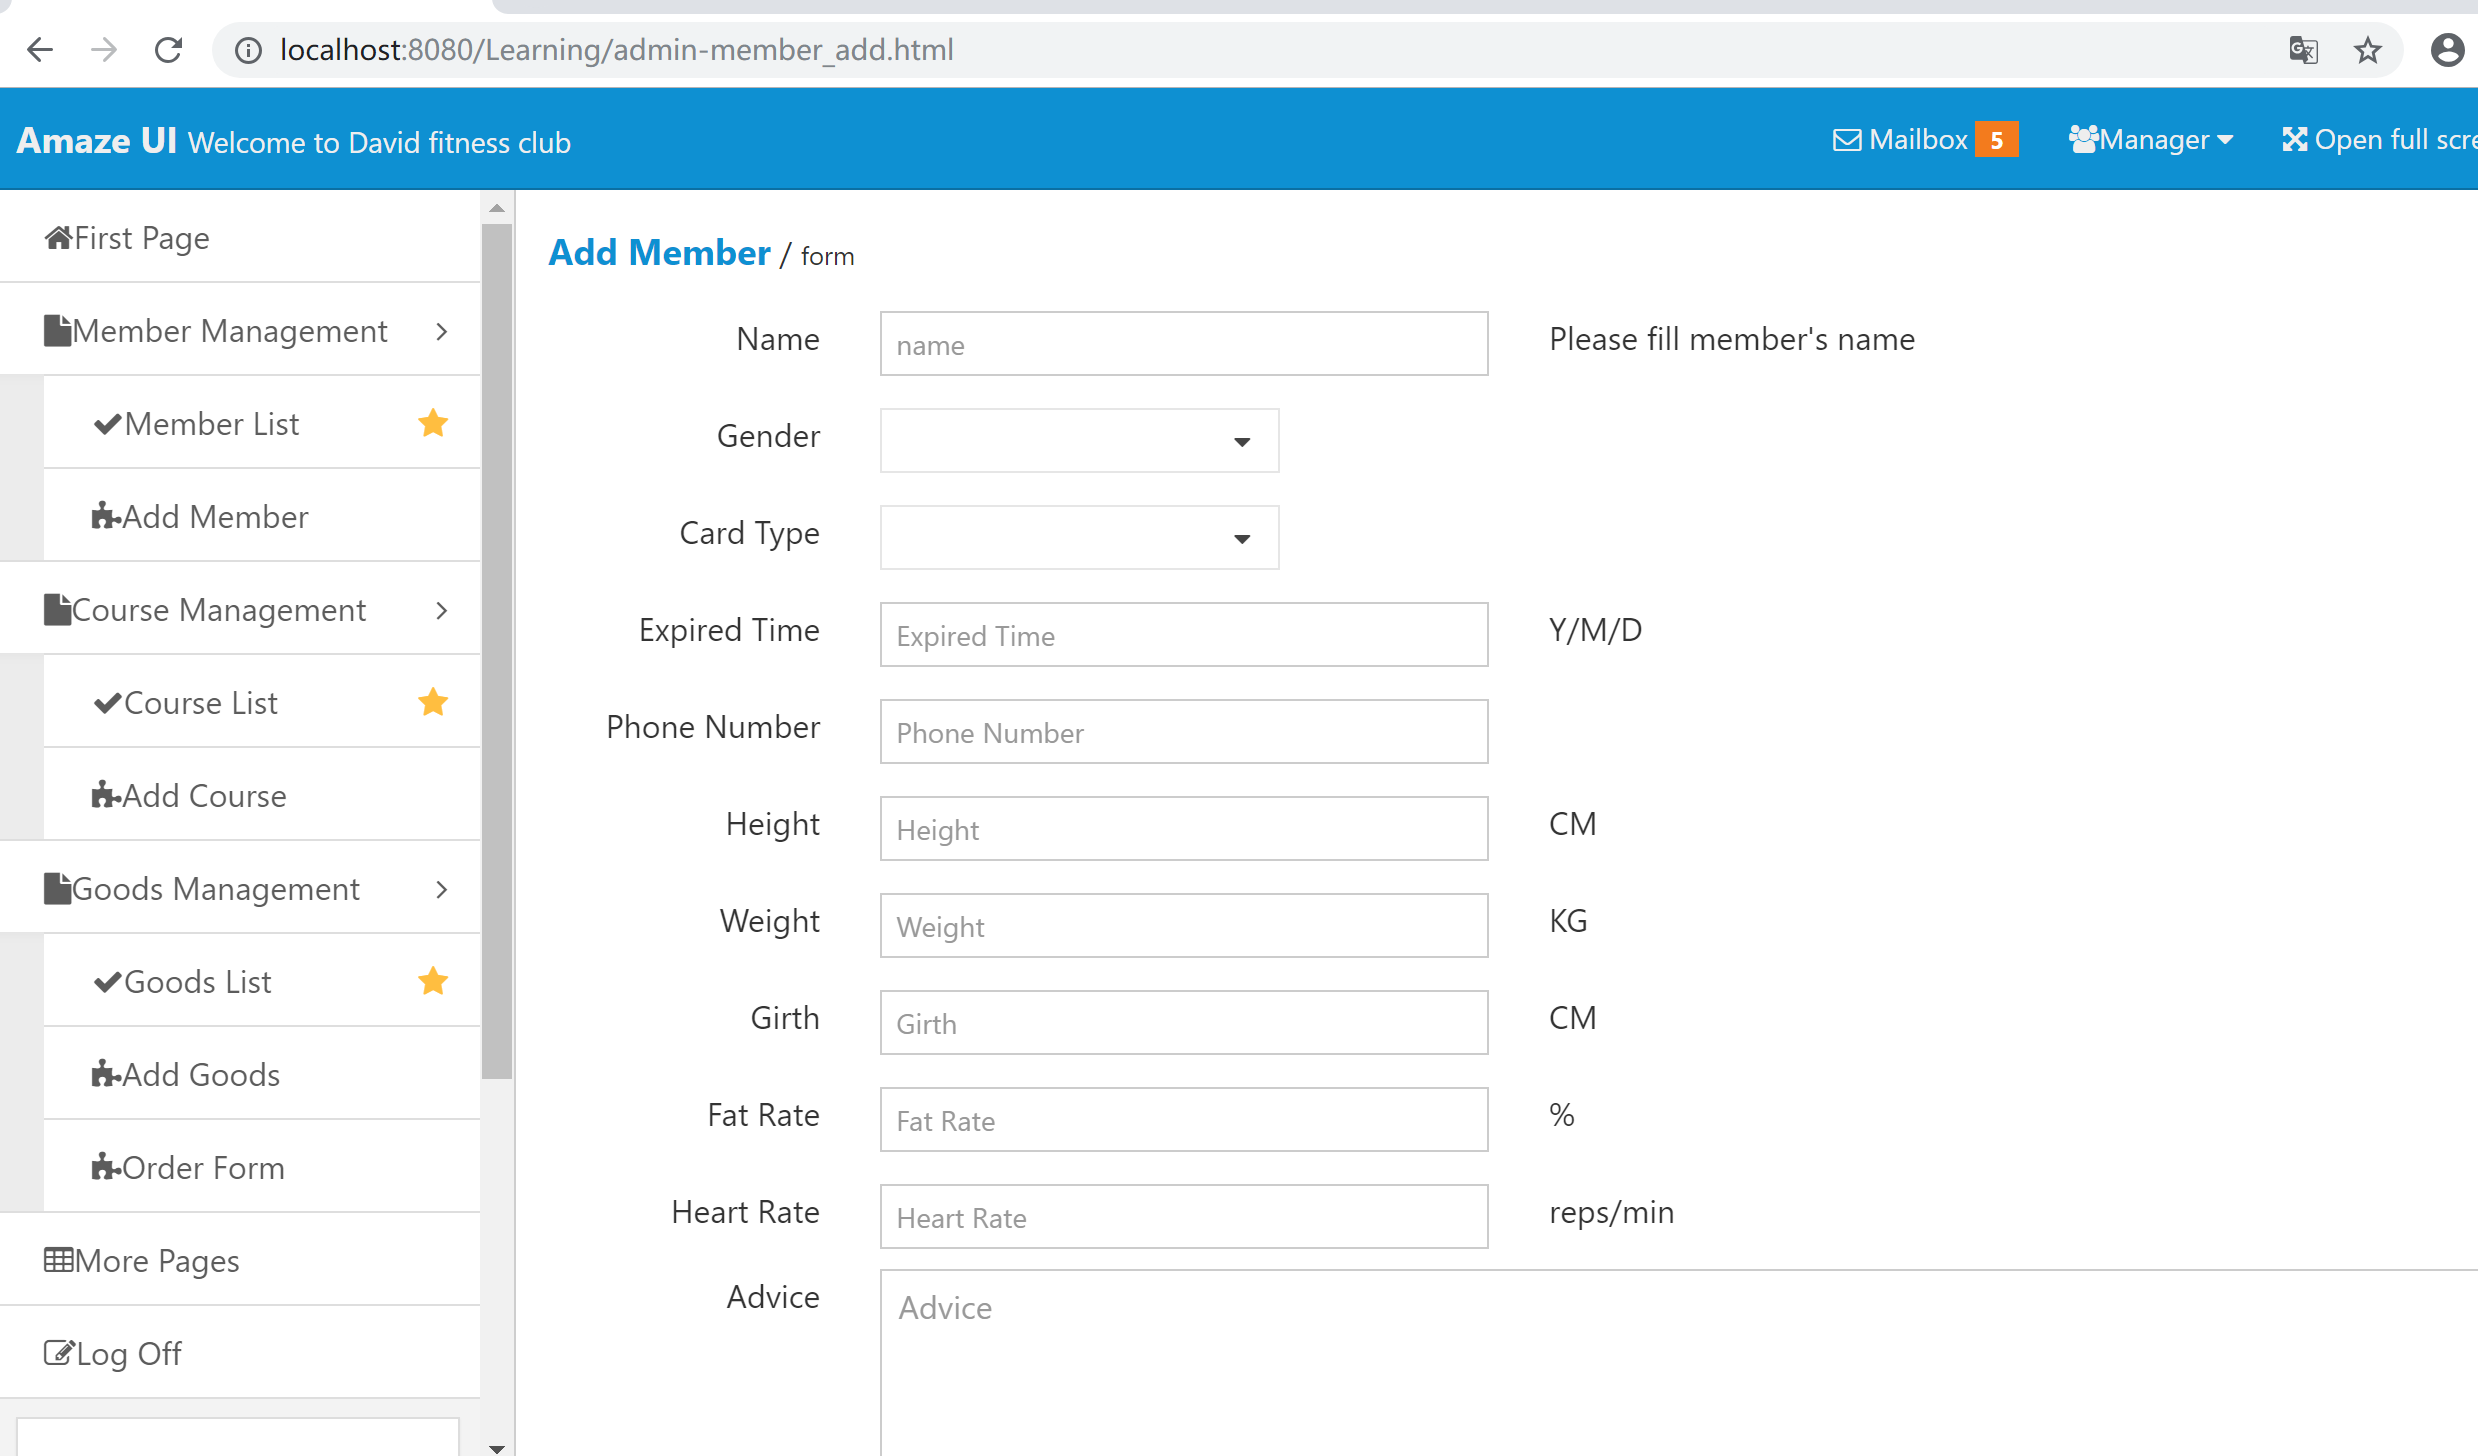 localhost:8080/Learning/admin-member_add.html
Amaze UI Welcome to David fitness club
Mailbox 5
Manager
Open full scre
First Page
Member Management
Member List
Add Member
Course Management
Course List
Add Course
Goods Management
Goods List
Add Goods
Order Form
More Pages
Log Off
Add Member / form
Name name Please fill member's name
Gender
Card Type
Expired Time Expired Time Y/M/D
Phone Number Phone Number
Height Height CM
Weight Weight KG
Girth Girth CM
Fat Rate Fat Rate %
Heart Rate Heart Rate reps/min
Advice Advice